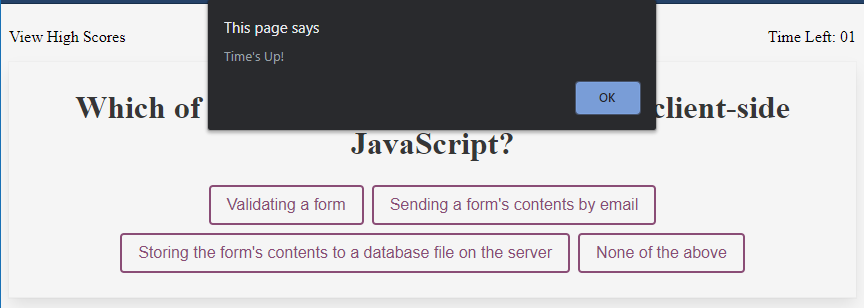 This page says
Time's Up!
OK
View High Scores
Time Left: 01
Which of
client-side
JavaScript?
Validating a form
Sending a form's contents by email
Storing the form's contents to a database file on the server
None of the above